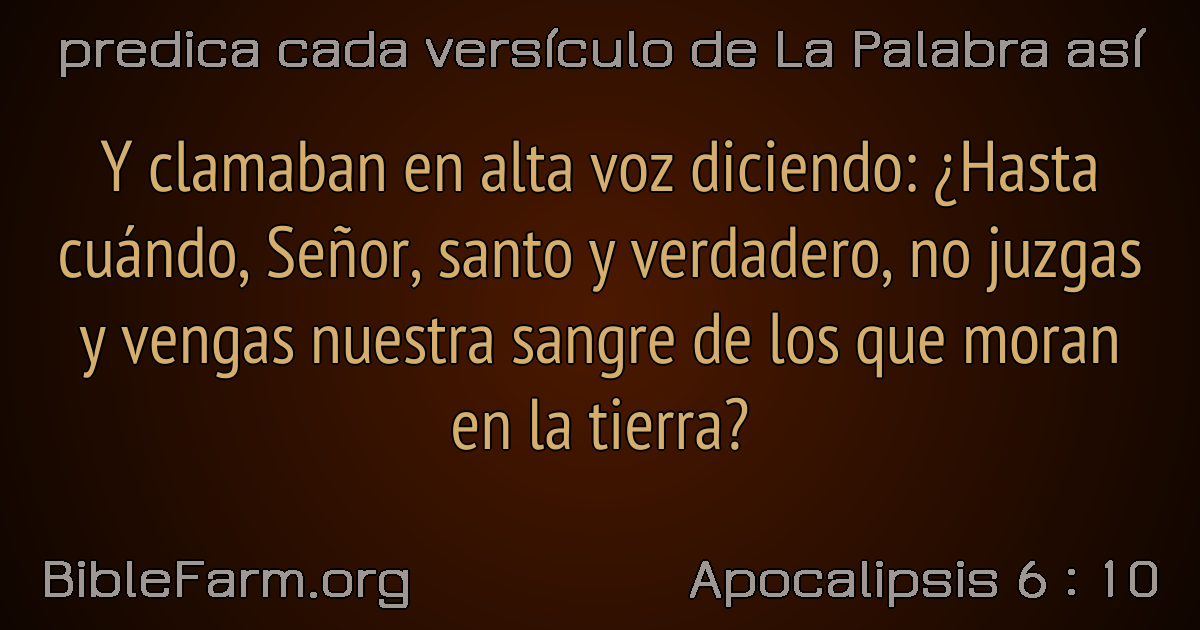 predica cada versículo de La Palabra así
Y clamaban en alta voz diciendo: ¿Hasta
cuándo, Señor, santo y verdadero, no juzgas
y vengas nuestra sangre de los que moran
en la tierra?
BibleFarm.org
Apocalipsis 6 : 10